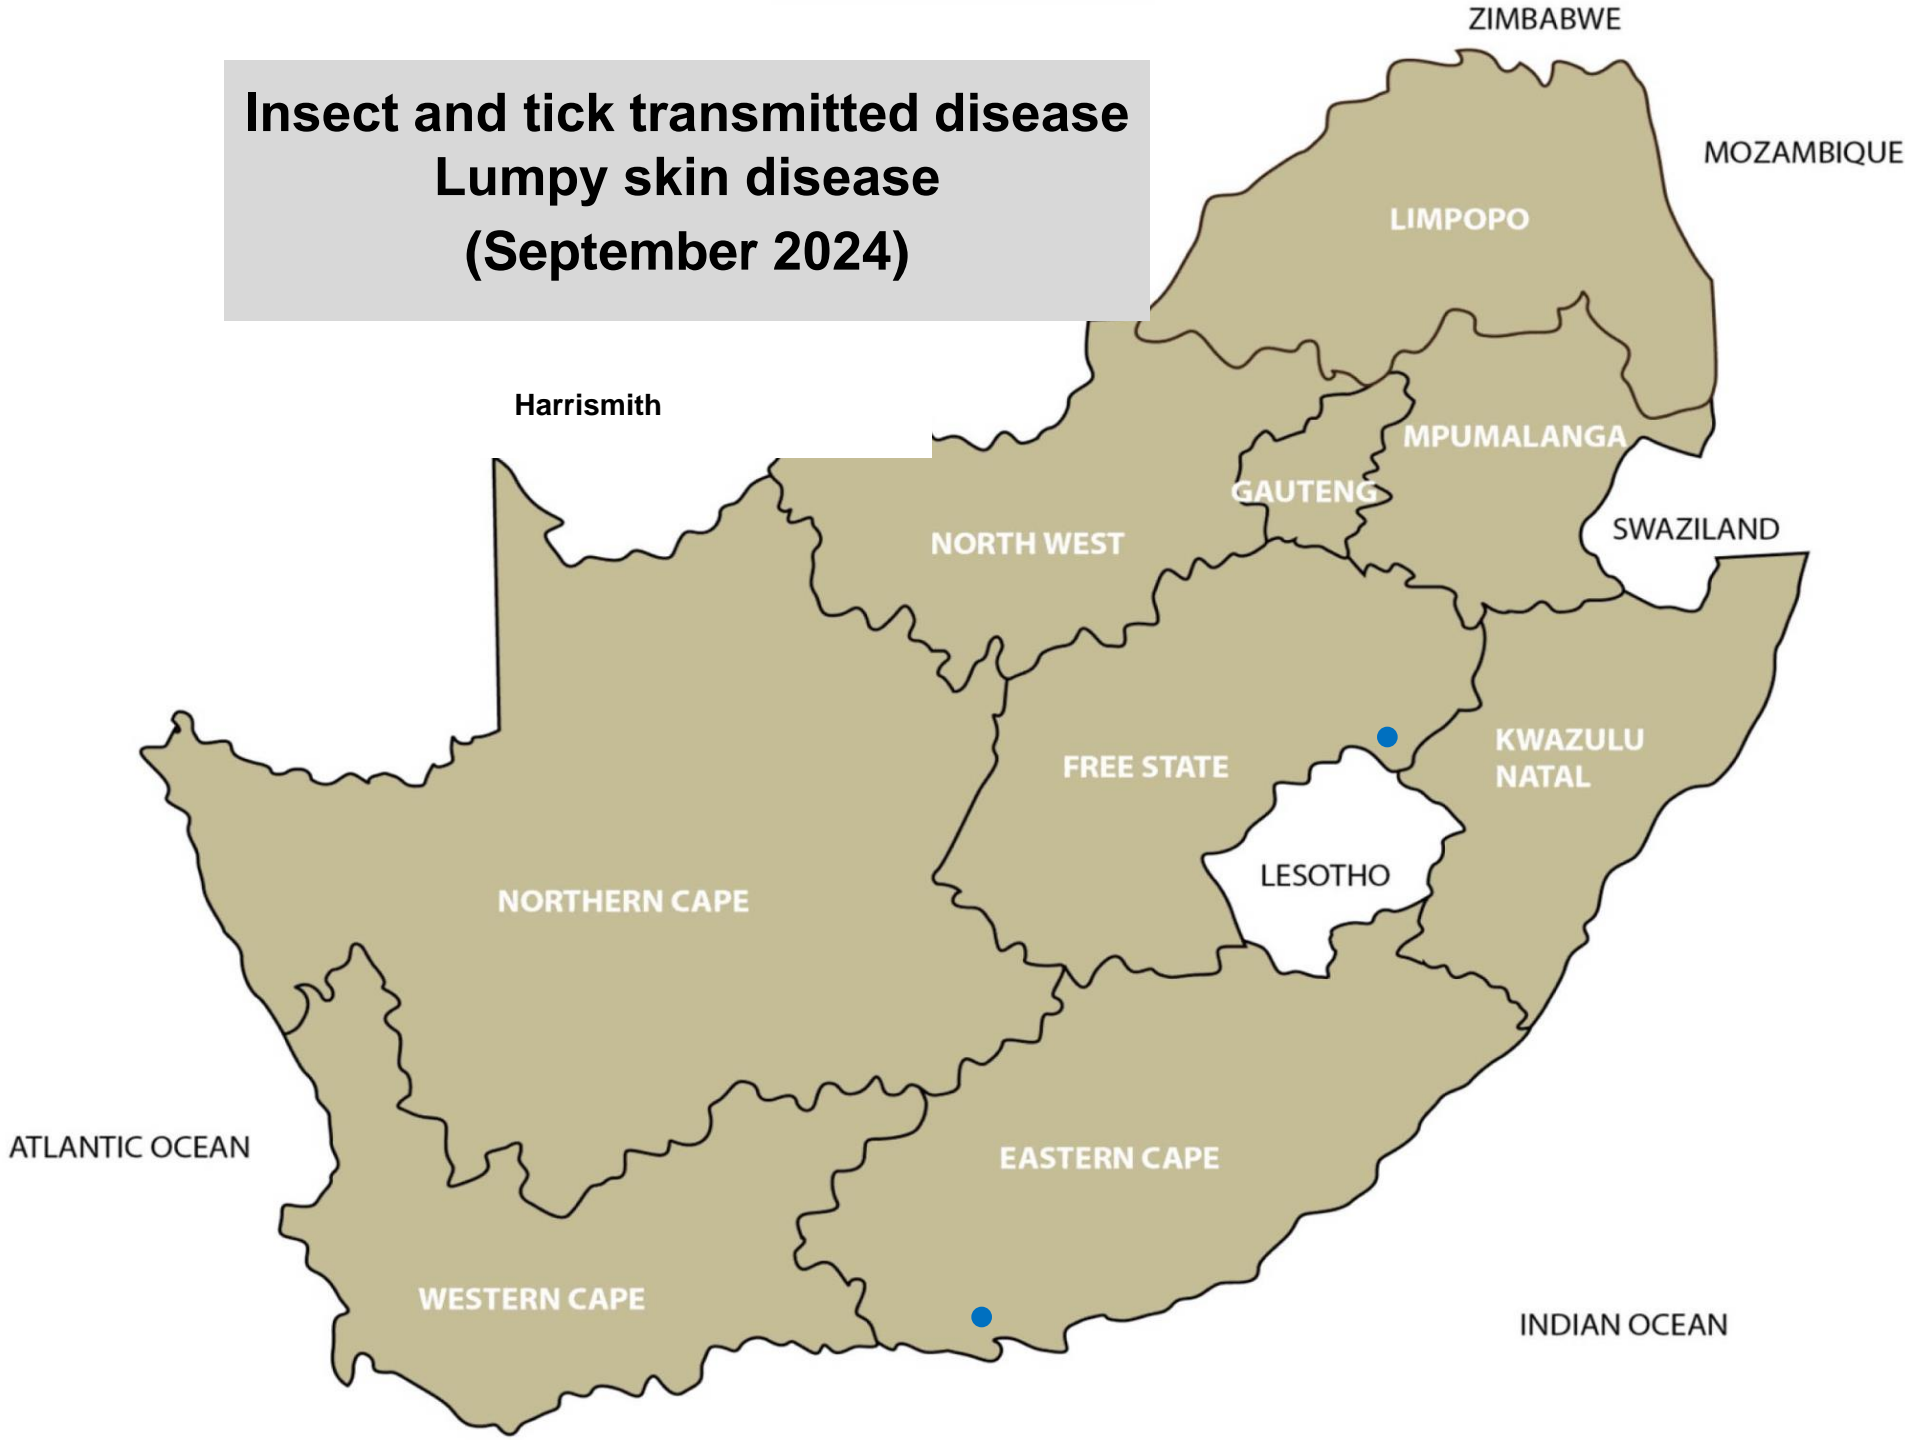 ZIMBABWE
Insect and tick transmitted disease
Lumpy skin disease
(September 2024)
MOZAMBIQUE
LIMPOPO
Harrismith
MPUMALANGA
GAUTENG
SWAZILAND
NORTH WEST
KWAZULU
NATAL
FREE STATE
LESOTHO
NORTHERN CAPE
ATLANTIC OCEAN
EASTERN CAPE
WESTERN CAPE
INDIAN OCEAN